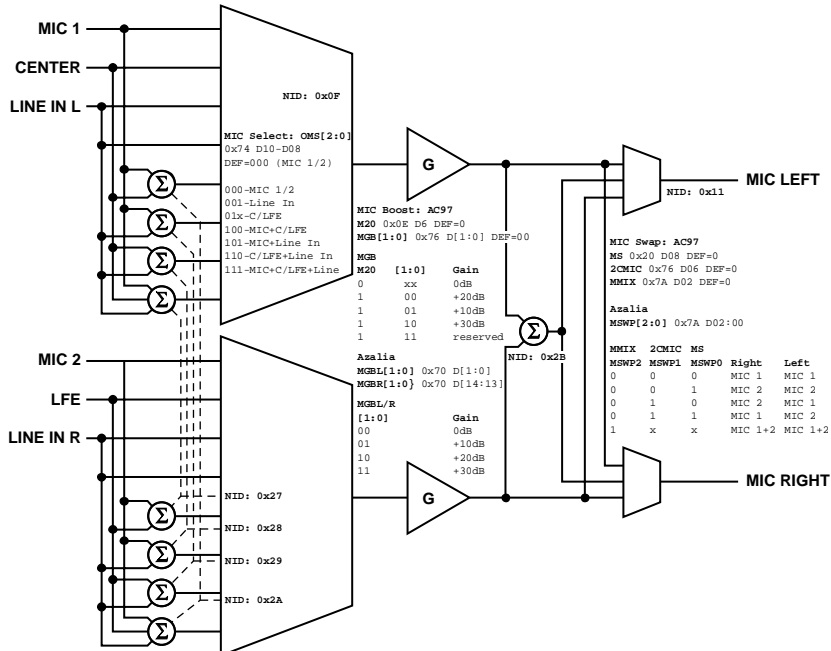 MIC 1
CENTER
LINE IN L
NID: 0x0F
MIC Select: OMS[2:0]
0x74 D10-D08
DEF=000 (MIC 1/2)
000-MIC 1/2
001-Line In
01x-C/LFE
100-MIC+C/LFE
101-MIC+Line In
110-C/LFE+Line In
111-MIC+C/LFE+Line
Σ
Σ
Σ
Σ
G
MIC Boost: AC97
M20 0x0E D6 DEF=0
MGB[1:0] 0x76 D[1:0] DEF=00
MGB
M20 [1:0] Gain
0 xx 0dB
1 00 +20dB
1 01 +10dB
1 10 +30dB
1 11 reserved
Azalia
MGBL[1:0] 0x70 D[1:0]
MGBR[1:0} 0x70 D[14:13]
MGBL/R
[1:0] Gain
00 0dB
01 +10dB
10 +20dB
11 +30dB
Σ
NID: 0x2B
NID: 0x11
MIC LEFT
MIC Swap: AC97
MS 0x20 D08 DEF=0
2CMIC 0x76 D06 DEF=0
MMIX 0x7A D02 DEF=0
Azalia
MSWP[2:0] 0x7A D02:00
MMIX 2CMIC MS
MSWP2 MSWP1 MSWP0 Right Left
0 0 0 MIC 1 MIC 1
0 0 1 MIC 2 MIC 2
0 1 0 MIC 2 MIC 1
0 1 1 MIC 1 MIC 2
1 x x MIC 1+2 MIC 1+2
MIC RIGHT
MIC 2
LFE
LINE IN R
NID: 0x27
NID: 0x28
NID: 0x29
NID: 0x2A
Σ
Σ
Σ
Σ
G